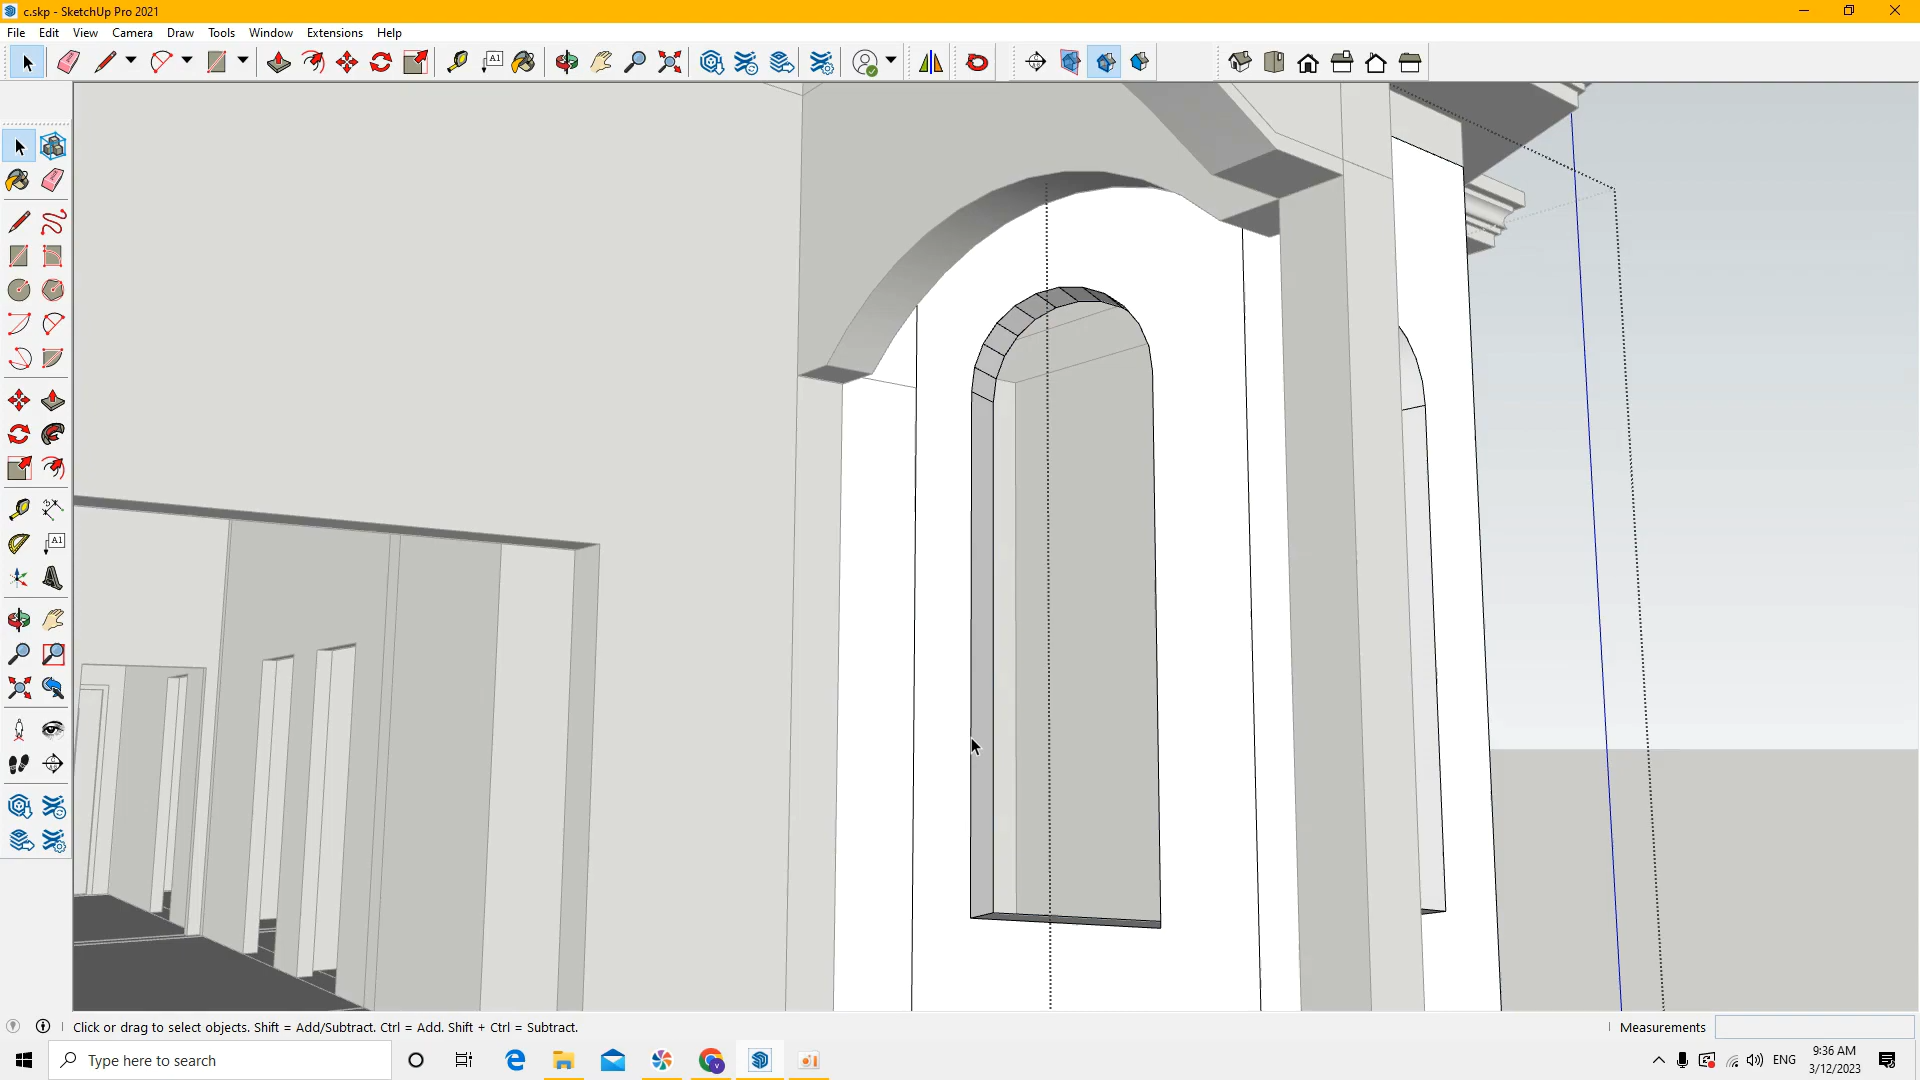 c.skp - SketchUp Pro 2021
File Edit View Camera Draw Tools Window Extensions Help
A1
A1
Click or drag to select objects. Shift = Add/Subtract. Ctrl = Add. Shift + Ctrl = Subtract.
Measurements
Type here to search
ENG
9:36 AM
3/12/2023